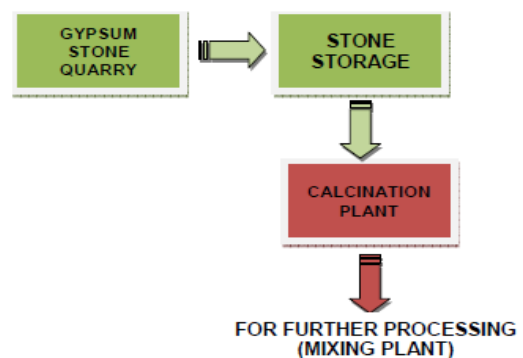 GYPSUM
STONE
QUARRY
STONE
STORAGE
CALCINATION
PLANT
FOR FURTHER PROCESSING
(MIXING PLANT)